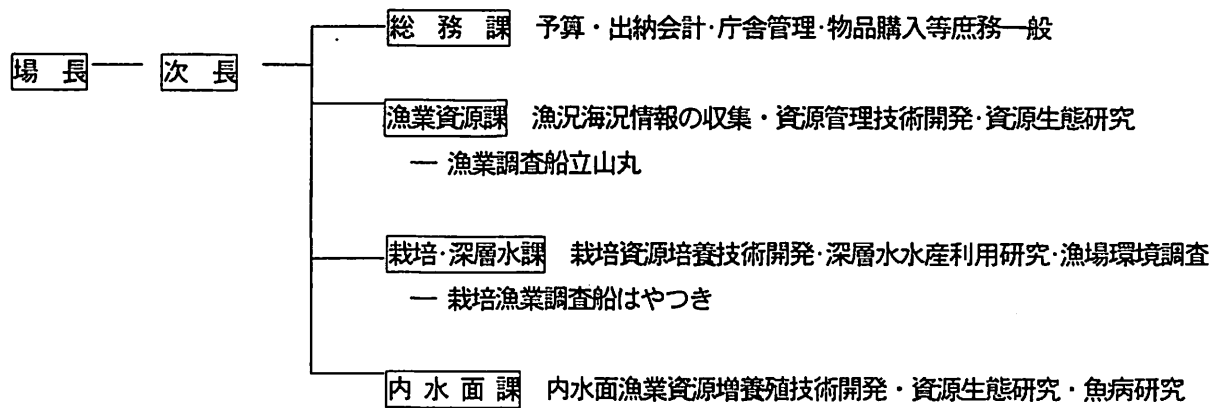 総務課 予算・出納会計・庁舎管理・物品購入等庶務一般
場長 次長
漁業資源課 漁況海況情報の収集・資源管理技術開発・資源生態研究
― 漁業調査船立山丸
栽培・深層水課 栽培資源培養技術開発・深層水水産利用研究・漁場環境調査
― 栽培漁業調査船はやつき
内水面課 内水面漁業資源増養殖技術開発・資源生態研究・魚病研究